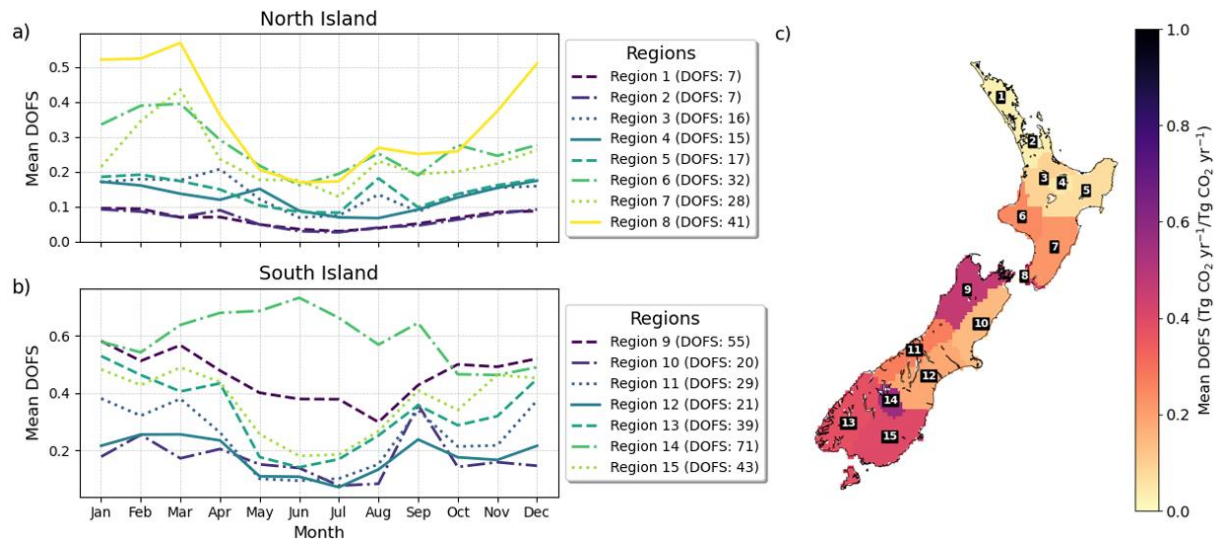 a)
North Island
Mean DOFS
0.5
0.4
0.3
0.2
0.1
0.0
Regions
Region 1 (DOFS: 7)
Region 2 (DOFS: 7)
Region 3 (DOFS: 16)
Region 4 (DOFS: 15)
Region 5 (DOFS: 17)
Region 6 (DOFS: 32)
Region 7 (DOFS: 28)
Region 8 (DOFS: 41)
b)
South Island
Mean DOFS
0.6
0.4
0.2
Jan Feb Mar Apr May Jun Jul Aug Sep Oct Nov Dec
Month
Regions
Region 9 (DOFS: 55)
Region 10 (DOFS: 20)
Region 11 (DOFS: 29)
Region 12 (DOFS: 21)
Region 13 (DOFS: 39)
Region 14 (DOFS: 71)
Region 15 (DOFS: 43)
c)
1
2
3 4 5
6
7
8
9
10
11
12
14
13
15
1.0
0.8
0.6
0.4
0.2
0.0
Mean DOFS (Tg CO₂ yr⁻¹/Tg CO₂ yr⁻¹)